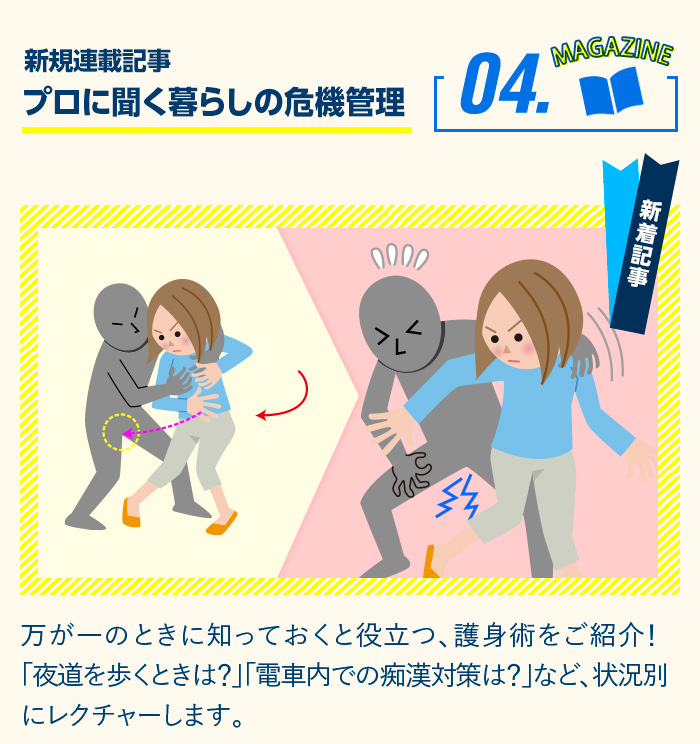 新規連載記事
プロに聞く暮らしの危機管理
04.
MAGAZINE
新着記事
万が一のときに知っておくと役立つ、護身術をご紹介！
「夜道を歩くときは？」「電車内での痴漢対策は？」など、状況別
にレクチャーします。